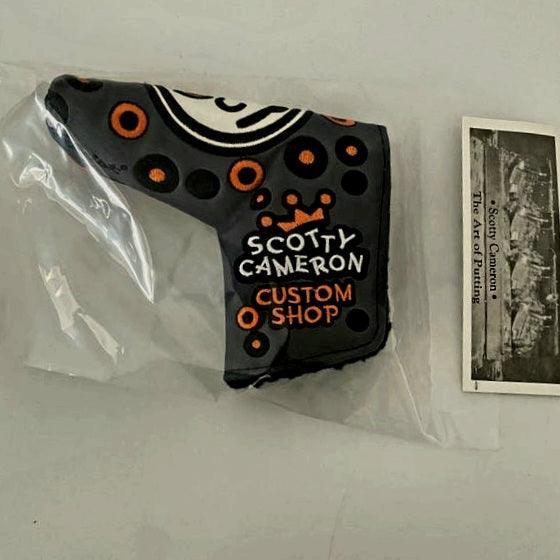 SCOTTY
CAMERON
CUSTOM
SHOP
• Scotty Cameron •
The Art of Putting